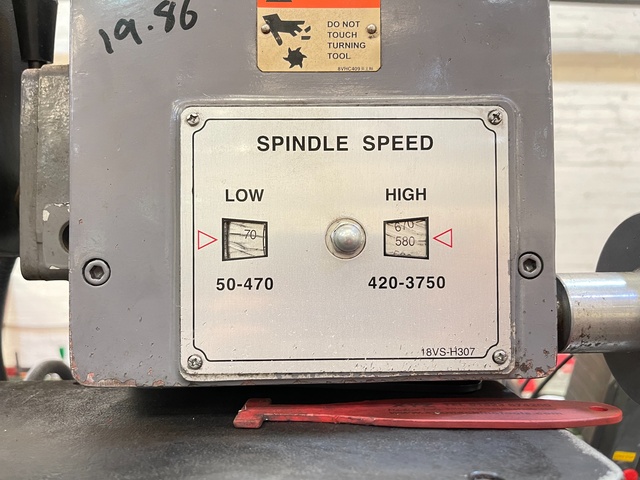 19.86
DO NOT
TOUCH
TURNING
TOOL.
SPINDLE SPEED
LOW
HIGH
70
670
580
50-470
420-3750
18VS-H307